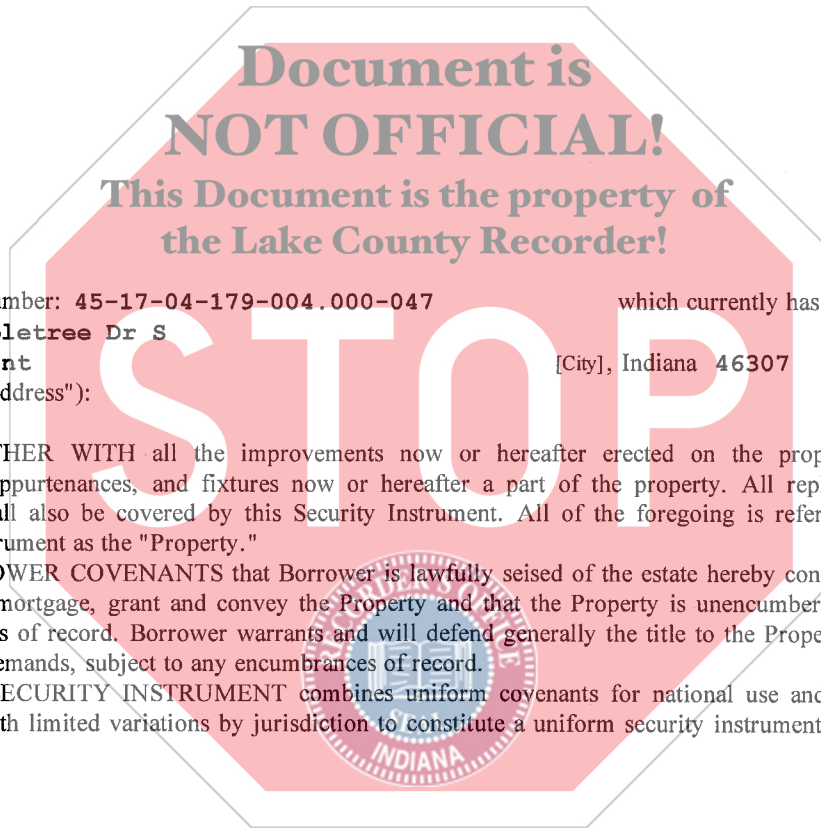 Document is
NOT OFFICIAL!
This Document is the property of
the Lake County Recorder!
mber: 45-17-04-179-004.000-047 which currently has
letree Dr S
nt [City], Indiana 46307
ddress"):
STOP
THER WITH all the improvements now or hereafter erected on the prop
ppurtenances, and fixtures now or hereafter a part of the property. All repl
ll also be covered by this Security Instrument. All of the foregoing is refer
rument as the "Property."
OWER COVENANTS that Borrower is lawfully seised of the estate hereby con
mortgage, grant and convey the Property and that the Property is unencumber
s of record. Borrower warrants and will defend generally the title to the Prope
emands, subject to any encumbrances of record.
ECURITY INSTRUMENT combines uniform covenants for national use and
th limited variations by jurisdiction to constitute a uniform security instrument
RECORDER'S OFFICE
SEAL
INDIANA